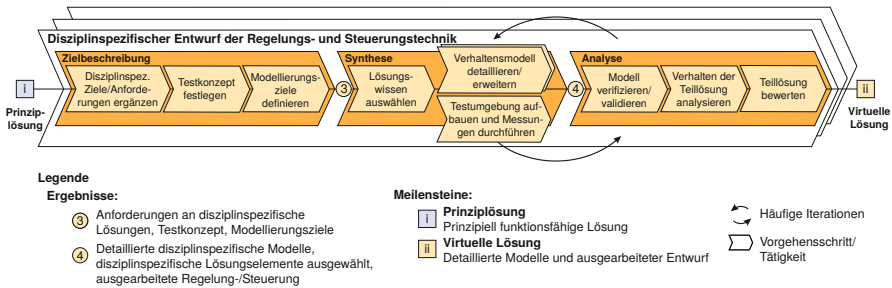 Disziplinspezifischer Entwurf der Regelungs- und Steuerungstechnik
Zielbeschreibung
Disziplinspez.
Ziele/Anforde-
rungen ergänzen
Testkonzept
festlegen
Modellierungs-
ziele
definieren
3
Synthese
Lösungs-
wissen
auswählen
Verhaltensmodell
detaillieren/
erweitern
Testumgebung auf-
bauen und Messun-
gen durchführen
4
Analyse
Modell
verifizieren/
validieren
Verhalten der
Teillösung
analysieren
Teillösung
bewerten
i
Prinzip-
lösung
ii
Virtuelle
Lösung
Legende
Ergebnisse:
3 Anforderungen an disziplinspezifische
Lösungen, Testkonzept, Modellierungsziele
4 Detaillierte disziplinspezifische Modelle,
disziplinspezifische Lösungselemente ausgewählt,
ausgearbeitete Regelung-/Steuerung
Meilensteine:
i Prinziplösung
Prinzipiell funktionsfähige Lösung
ii Virtuelle Lösung
Detaillierte Modelle und ausgearbeiteter Entwurf
Häufige Iterationen
Vorgehensschritt/
Tätigkeit